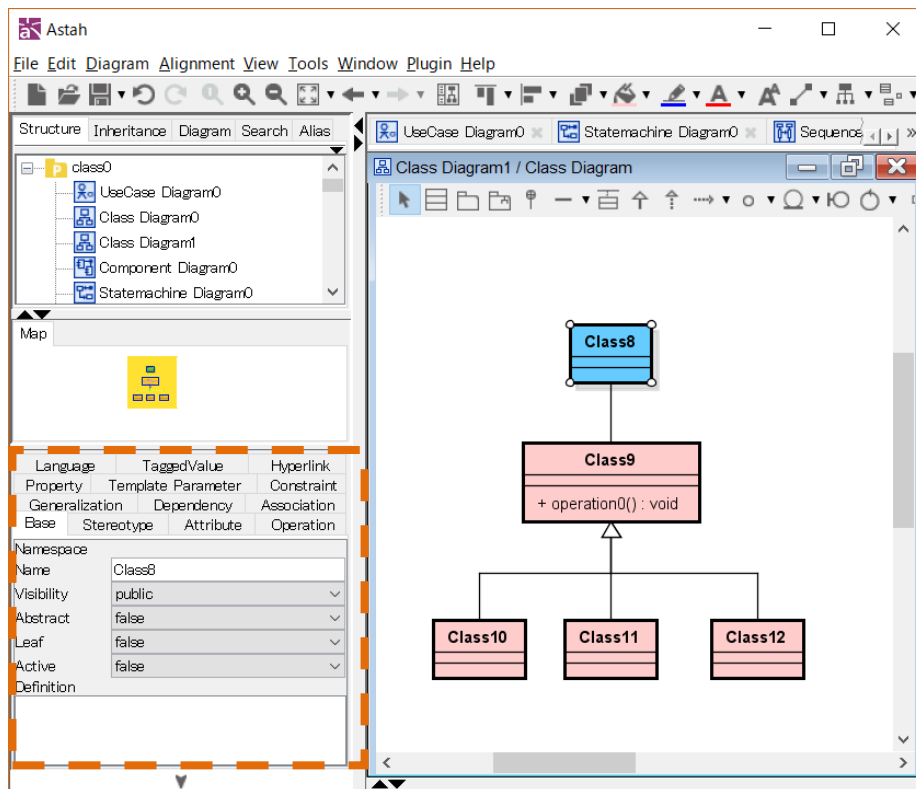 Astah
File Edit Diagram Alignment View Tools Window Plugin Help
Structure Inheritance Diagram Search Alias
class0
UseCase Diagram0
Class Diagram0
Class Diagram1
Component Diagram0
Statemachine Diagram0
Map
Language TaggedValue Hyperlink
Property Template Parameter Constraint
Generalization Dependency Association
Base Stereotype Attribute Operation
Namespace
Name Class8
Visibility public
Abstract false
Leaf false
Active false
Definition
UseCase Diagram0 Statemachine Diagram0 Sequence
Class Diagram1 / Class Diagram
Class8
Class9
+ operation0() : void
Class10 Class11 Class12